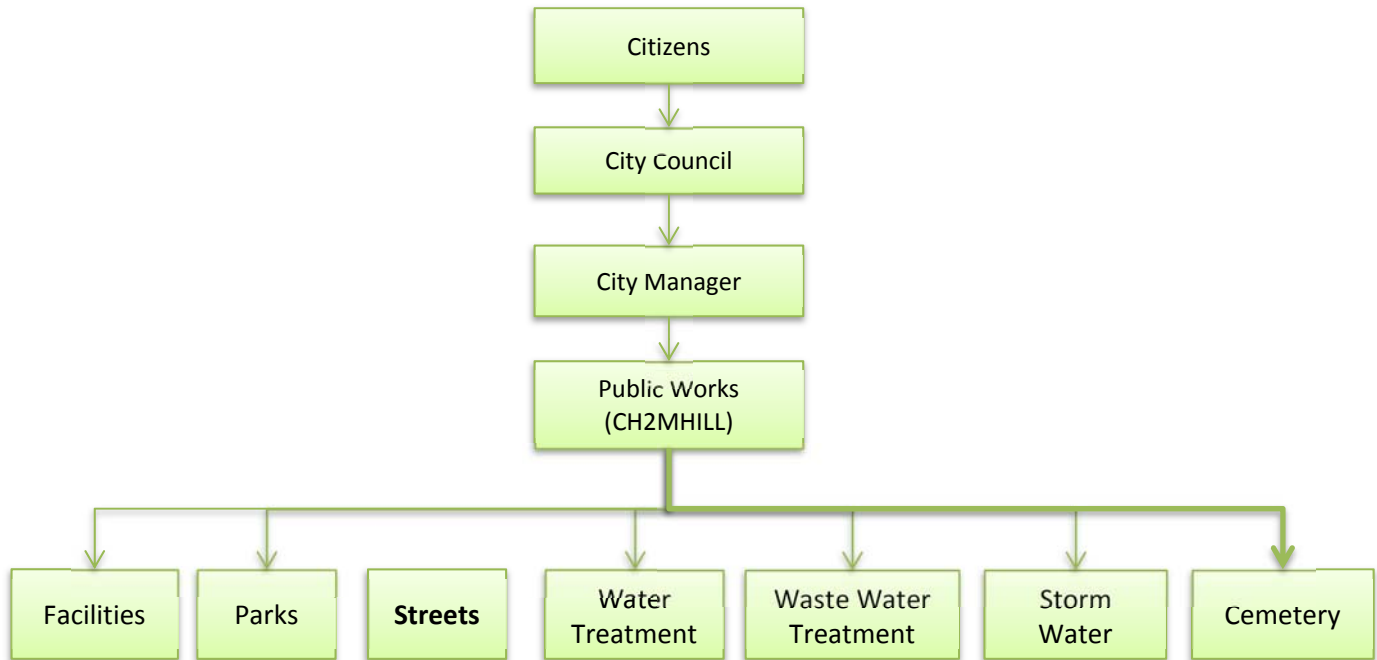 Citizens
City Council
City Manager
Public Works
(CH2MHILL)
Facilities
Parks
Streets
Water
Treatment
Waste Water
Treatment
Storm
Water
Cemetery